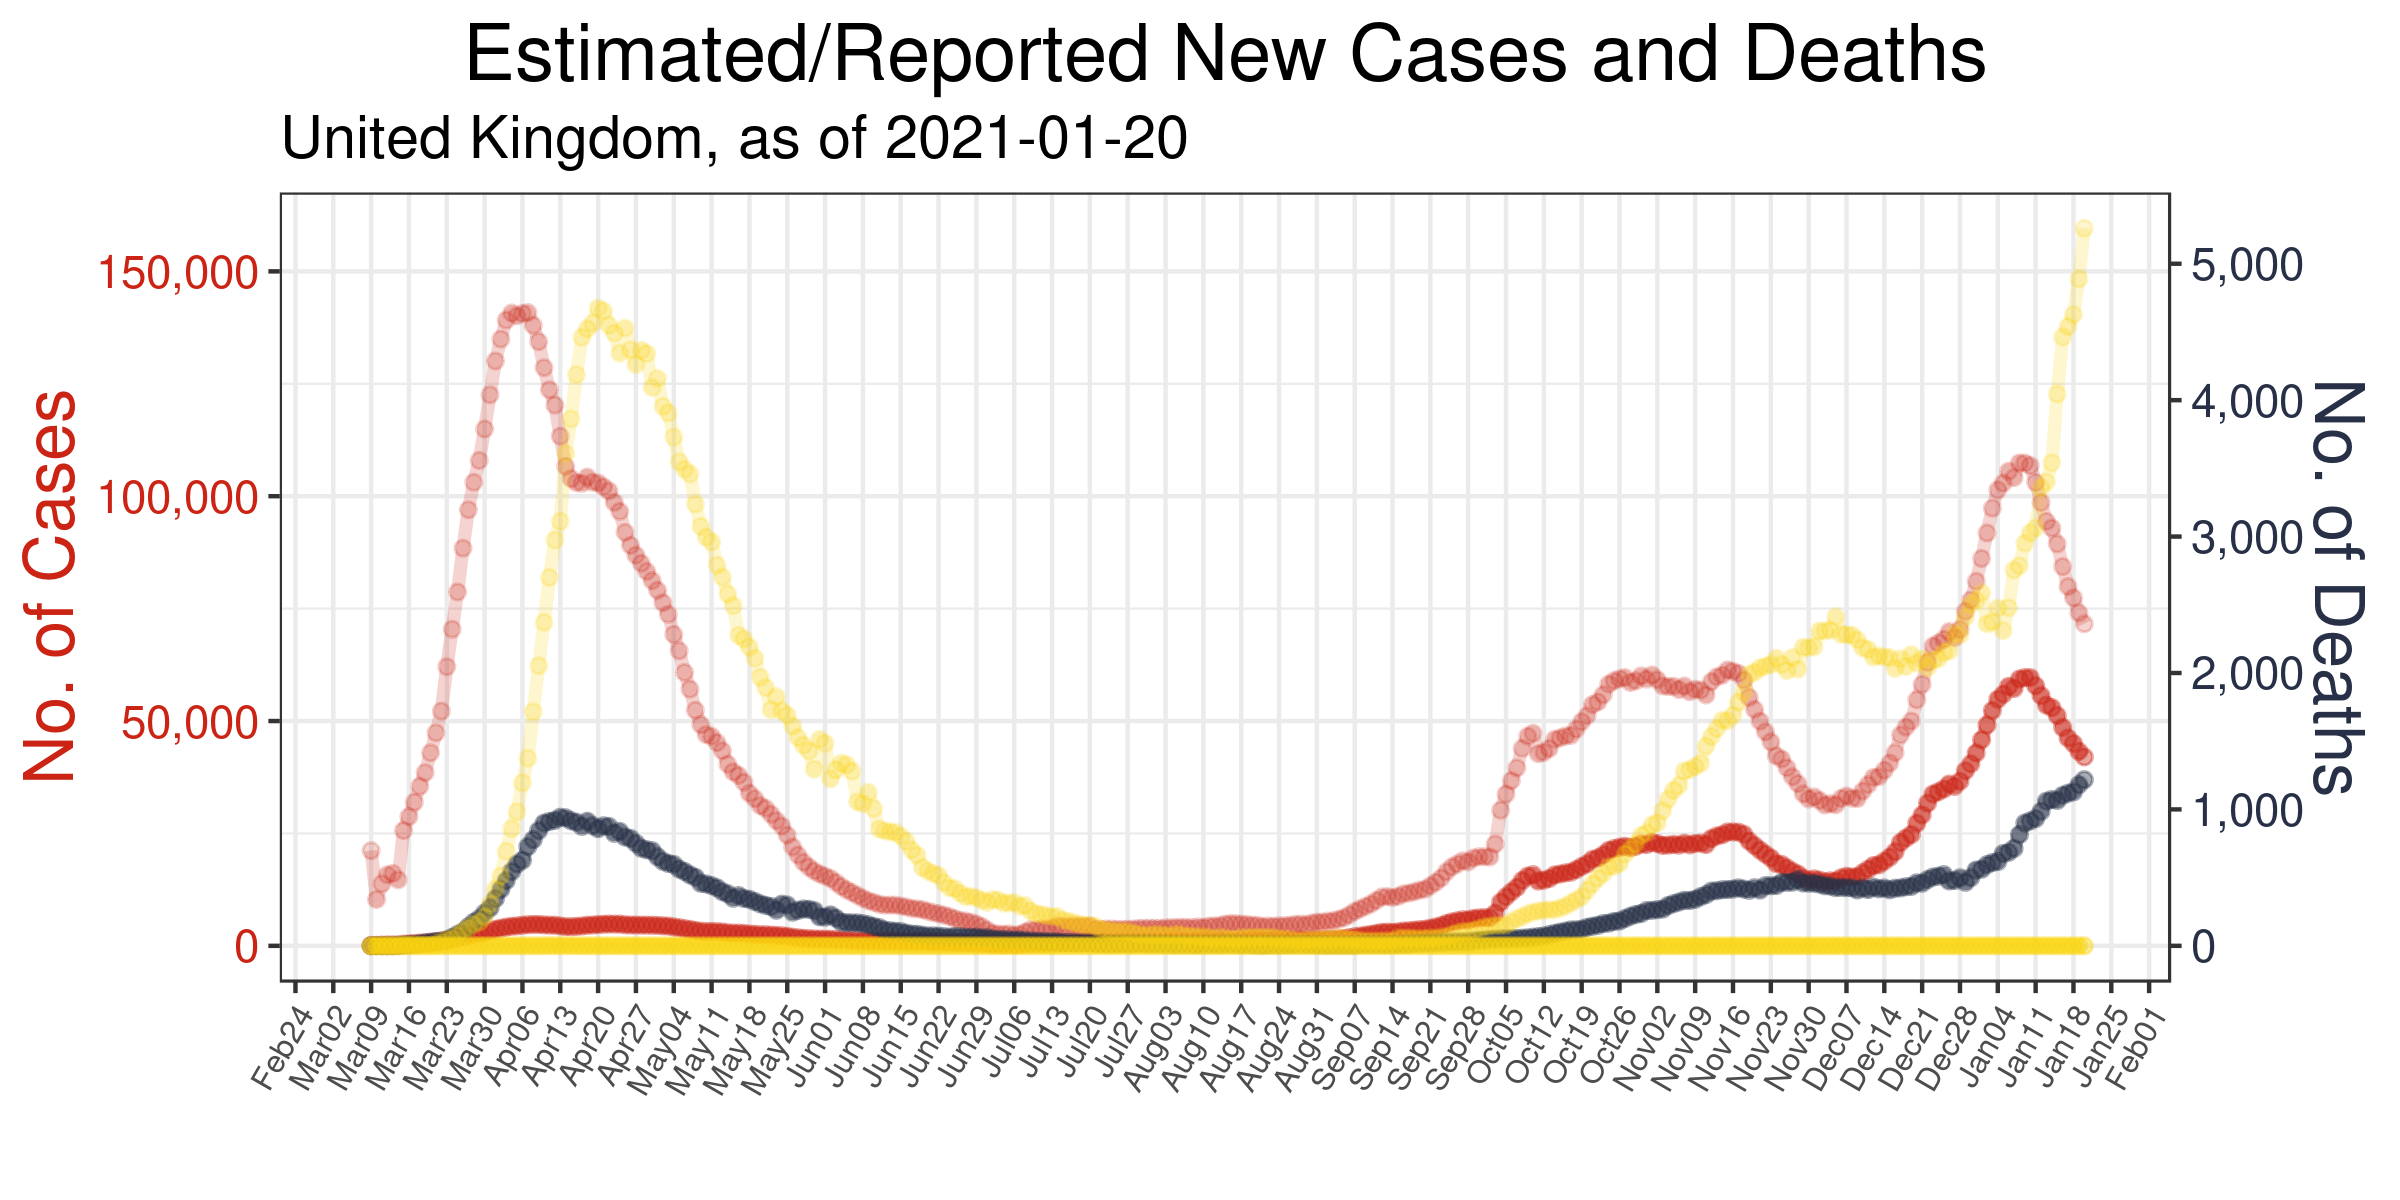 Estimated/Reported New Cases and Deaths
United Kingdom, as of 2021-01-20
No. of Cases
150,000
100,000
50,000
0
5,000
4,000
3,000
2,000
1,000
0
No. of Deaths
Feb24
Mar02
Mar09
Mar16
Mar23
Mar30
Apr06
Apr13
Apr20
Apr27
May04
May11
May18
May25
Jun01
Jun08
Jun15
Jun22
Jun29
Jul06
Jul13
Jul20
Jul27
Aug03
Aug10
Aug17
Aug24
Aug31
Sep07
Sep14
Sep21
Sep28
Oct05
Oct12
Oct19
Oct26
Nov02
Nov09
Nov16
Nov23
Nov30
Dec07
Dec14
Dec21
Dec28
Jan04
Jan11
Jan18
Jan25
Feb01